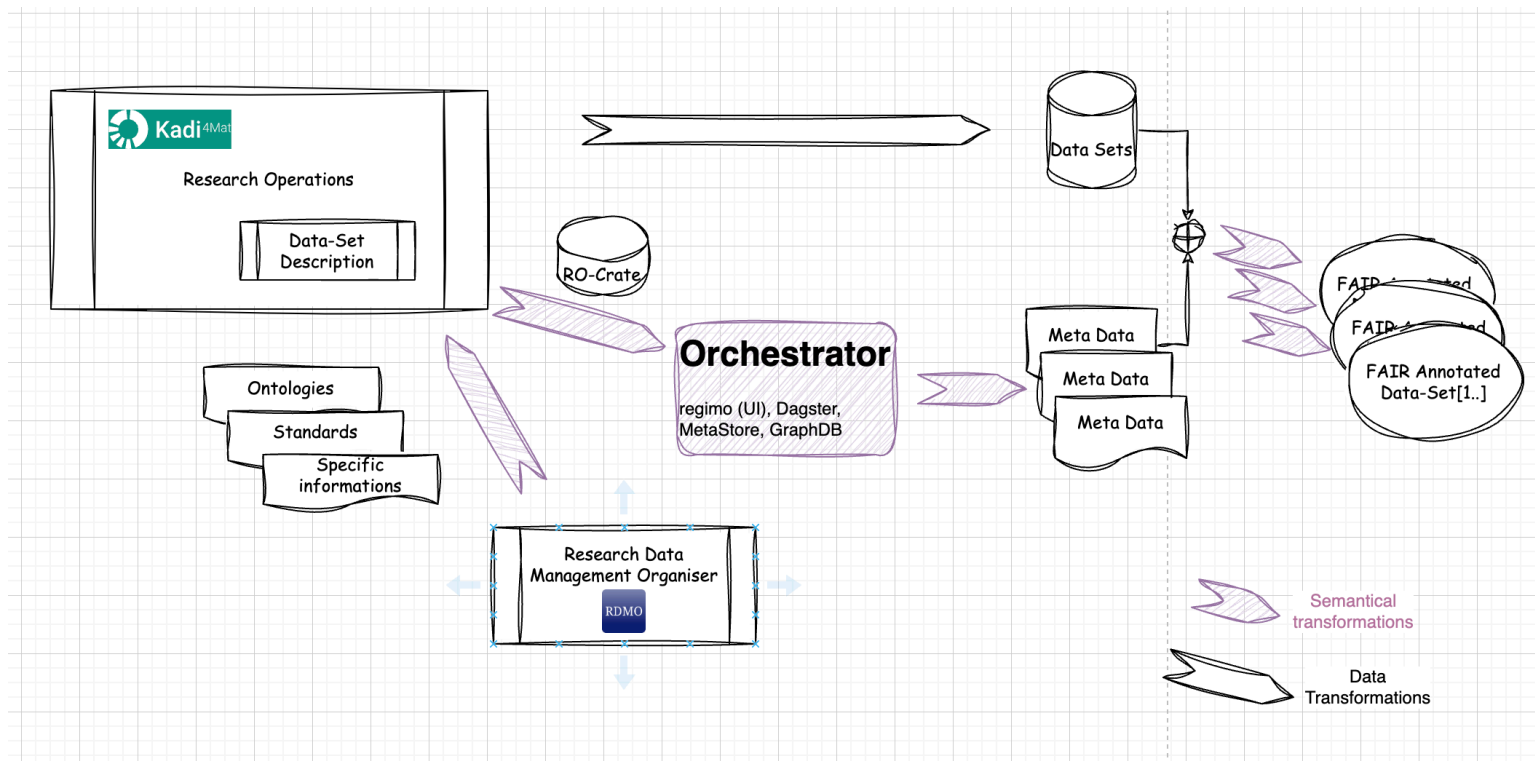 Kadi4Mat
Research Operations
Data-Set
Description
RO-Crate
Data Sets
Orchestrator
regimo (UI), Dagster,
MetaStore, GraphDB
Ontologies
Standards
Specific
informations
Meta Data
Meta Data
Meta Data
FAIR
FAIR
FAIR Annotated
Data-Set[1..]
Research Data
Management Organiser
RDMO
Semantical
transformations
Data
Transformations